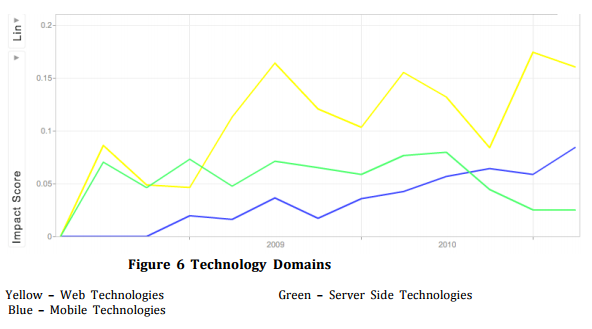 Lin
0.2
0.15
0.1
0.05
0
Impact Score
2009 2010
Figure 6 Technology Domains
Yellow – Web Technologies Green – Server Side Technologies
Blue – Mobile Technologies